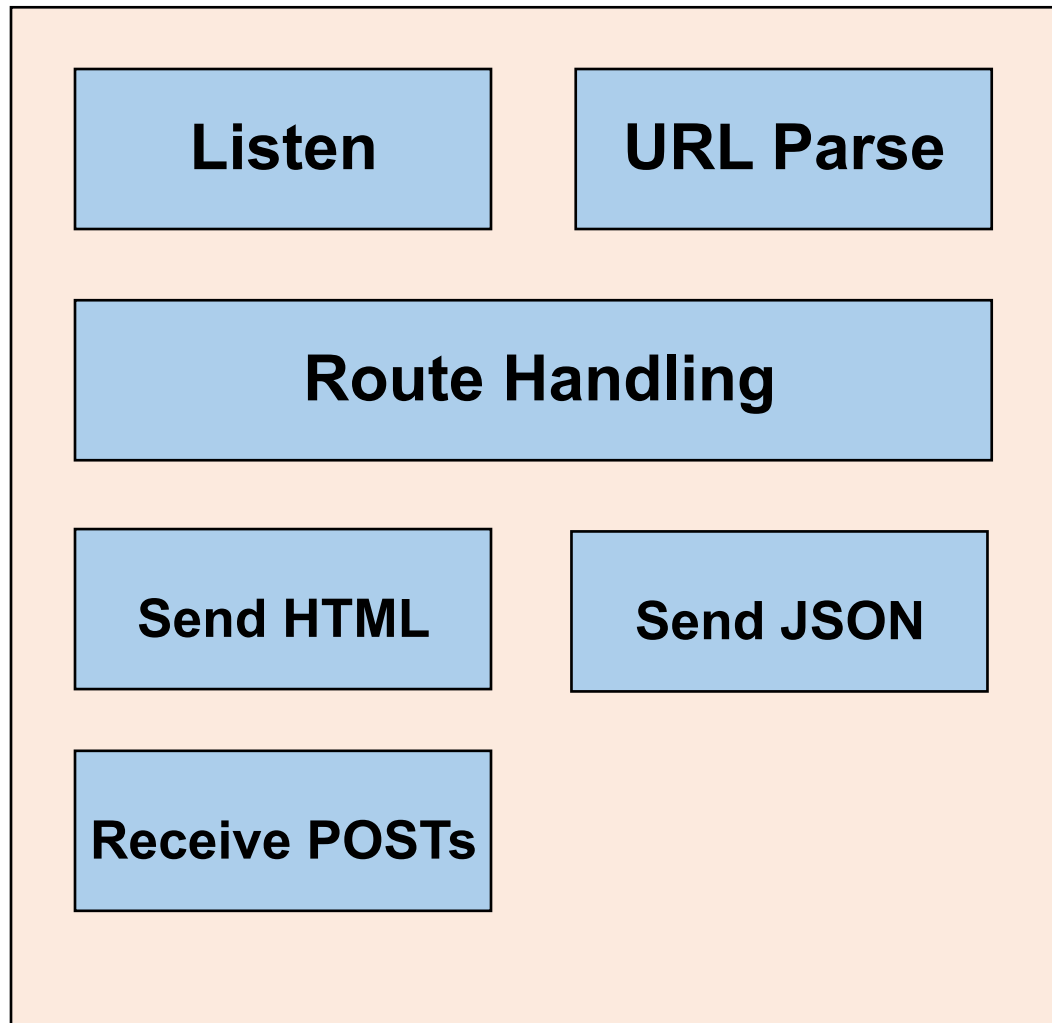 Listen
URL Parse
Route Handling
Send HTML
Send JSON
Receive POSTs